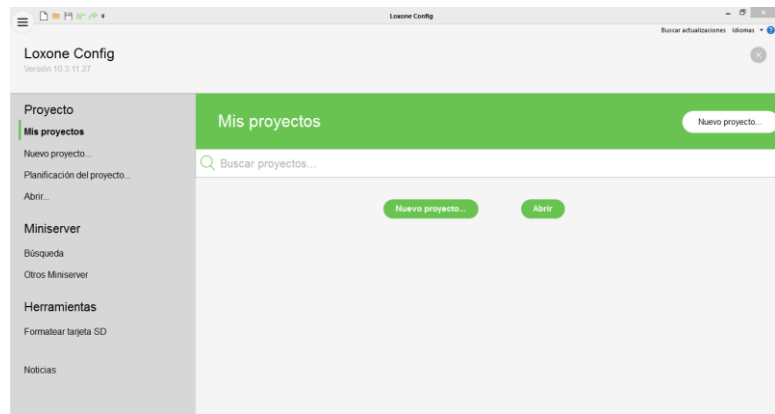 Loxone Config
Buscar actualizaciones Idiomas
Loxone Config
Versión 10.3.11.27
Proyecto
Mis proyectos
Nuevo proyecto...
Planificación del proyecto...
Abrir...
Miniserver
Búsqueda
Otros Miniserver
Herramientas
Formatear tarjeta SD
Noticias
Mis proyectos
Nuevo proyecto...
Buscar proyectos...
Nuevo proyecto...
Abrir